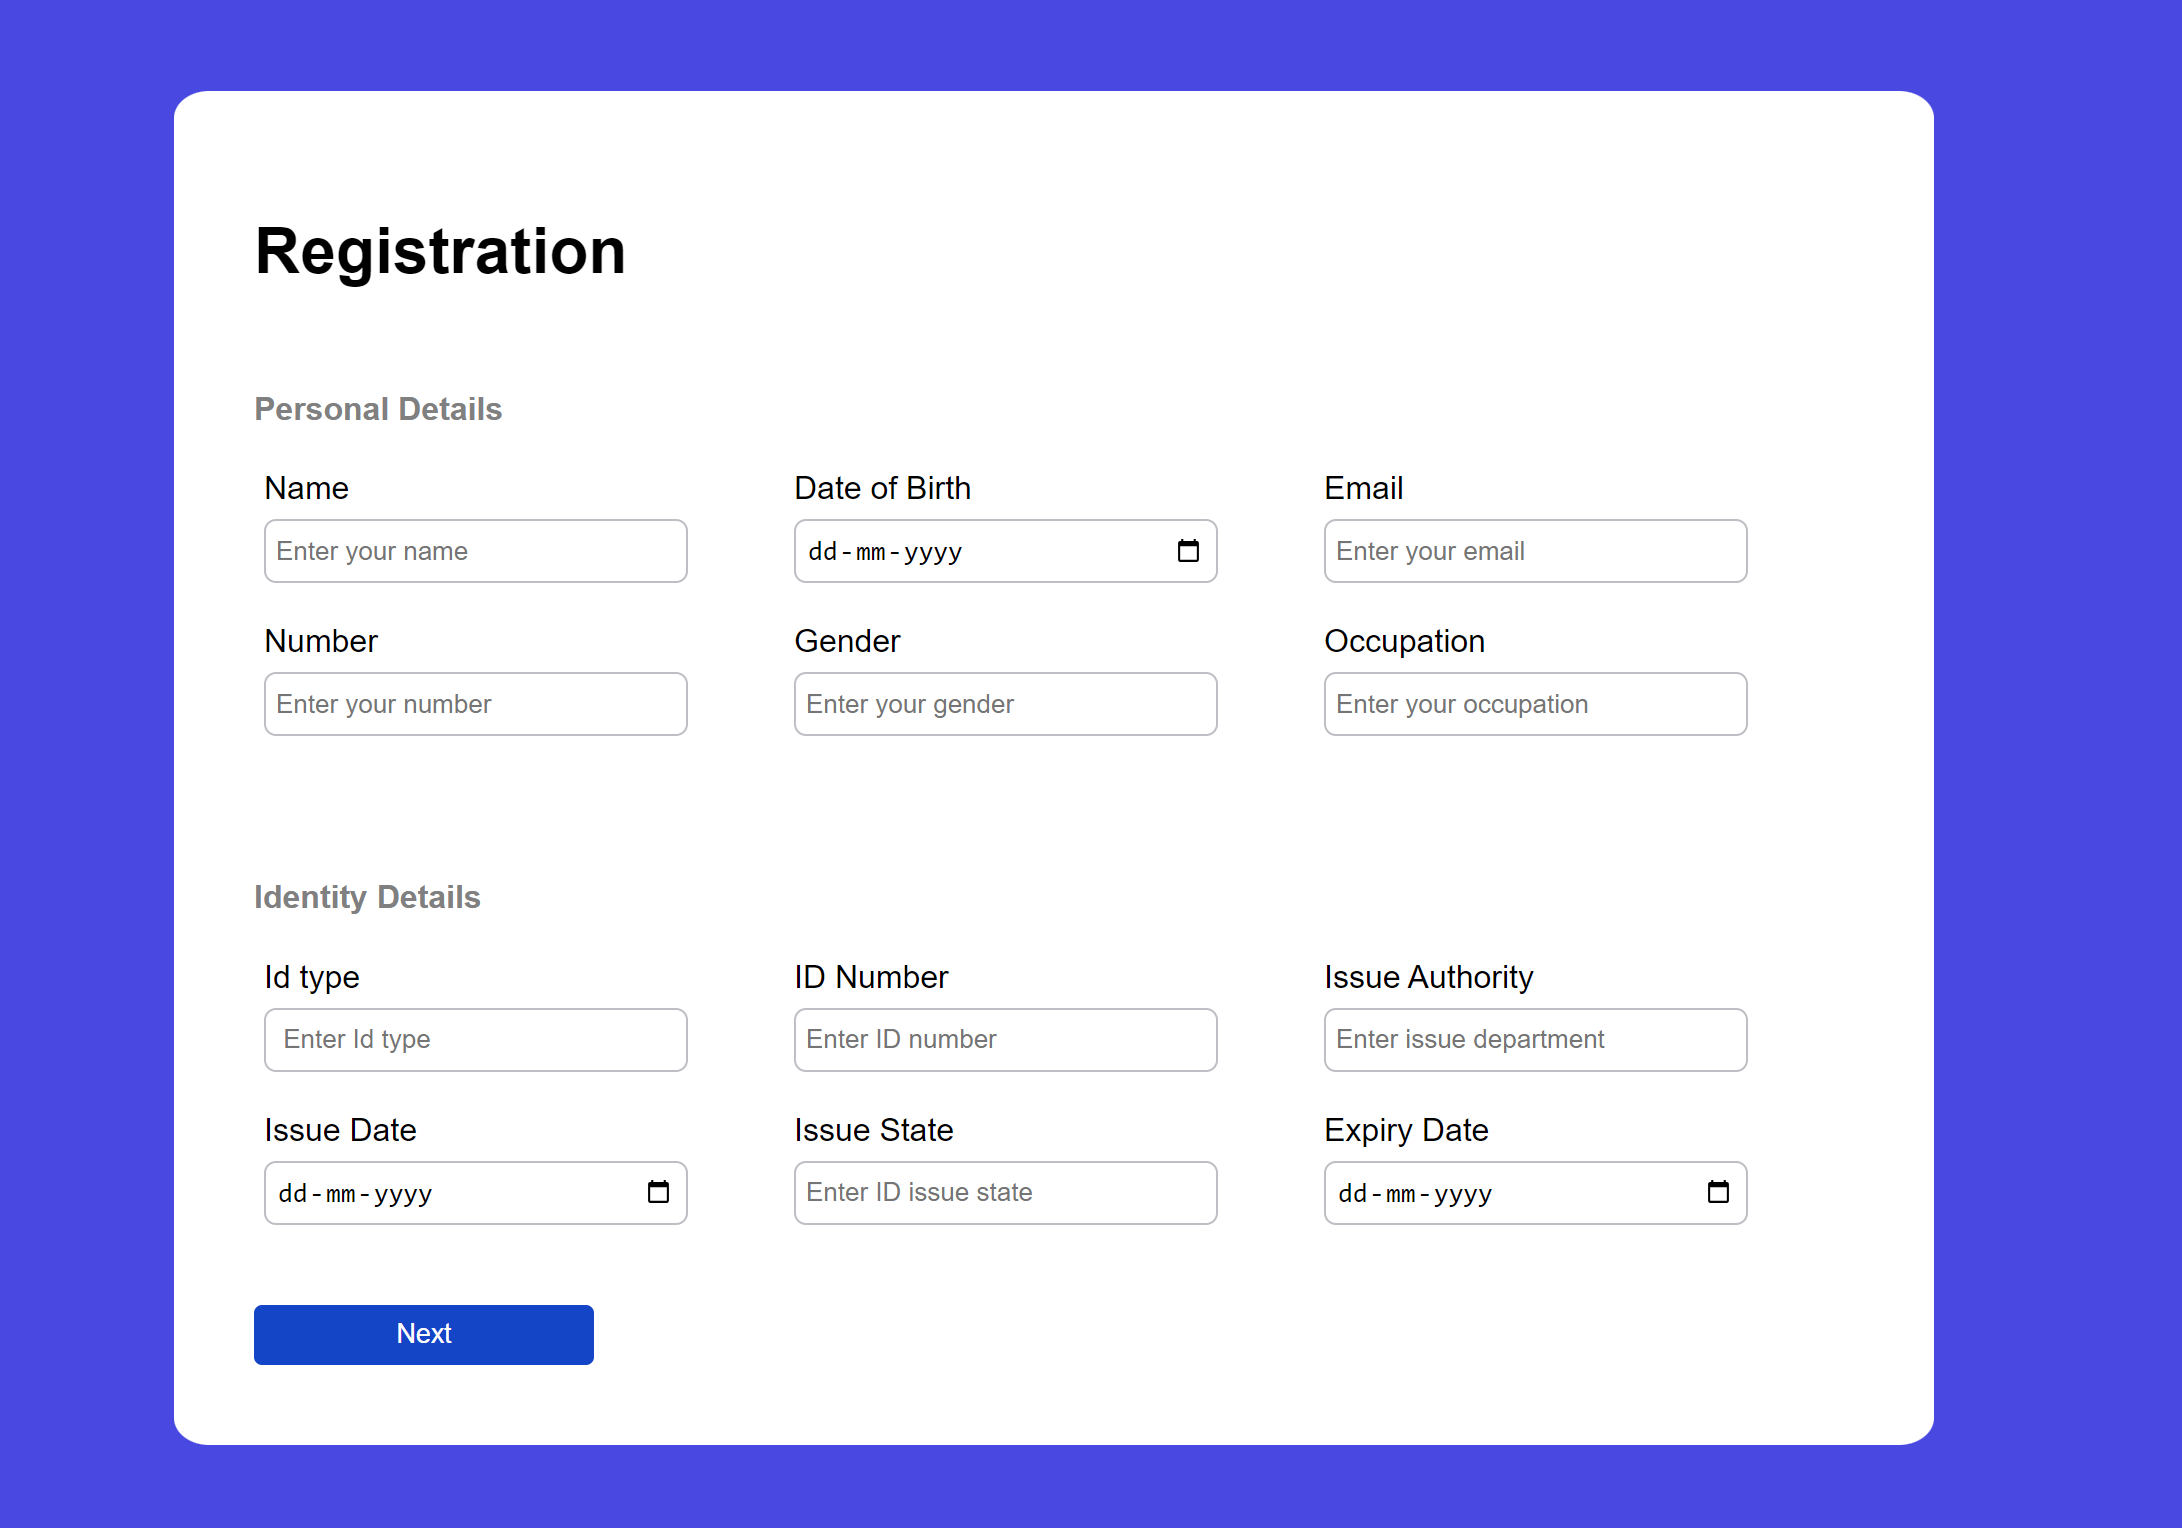 Registration
Personal Details
Name Date of Birth Email
Enter your name dd-mm-yyyy Enter your email
Number Gender Occupation
Enter your number Enter your gender Enter your occupation
Identity Details
Id type ID Number Issue Authority
Enter Id type Enter ID number Enter issue department
Issue Date Issue State Expiry Date
dd-mm-yyyy Enter ID issue state dd-mm-yyyy
Next